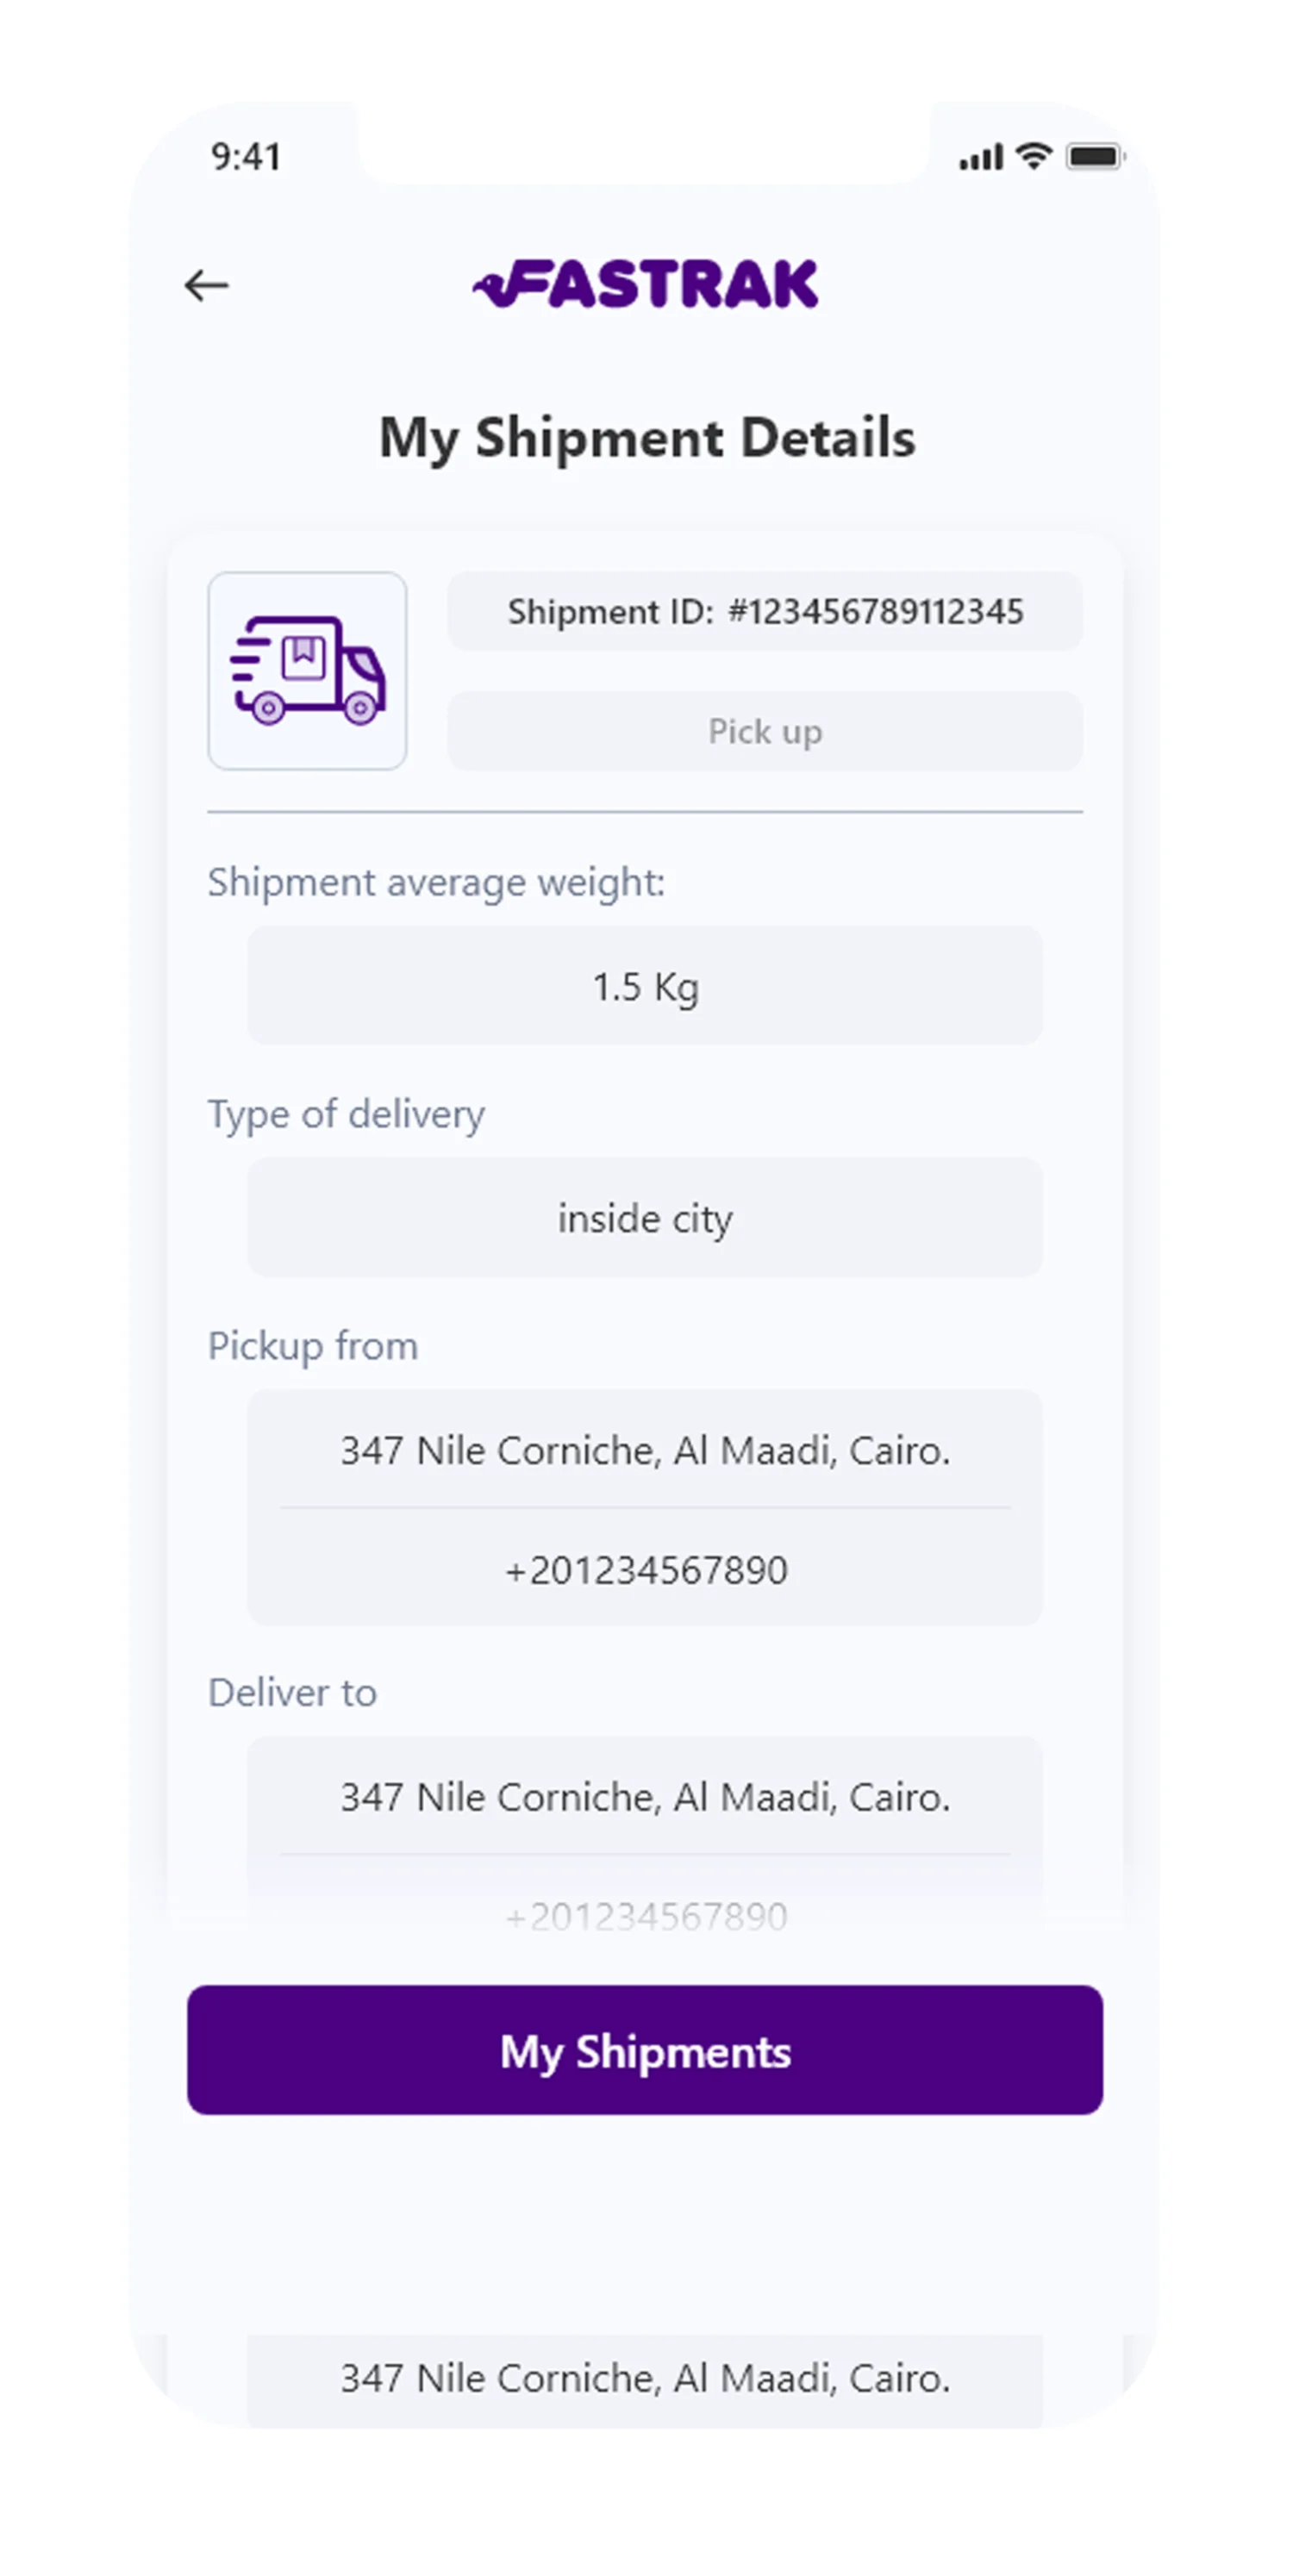 9:41
FASTRAK
My Shipment Details
Shipment ID: #123456789112345
Pick up
Shipment average weight:
1.5 Kg
Type of delivery
inside city
Pickup from
347 Nile Corniche, Al Maadi, Cairo.
+201234567890
Deliver to
347 Nile Corniche, Al Maadi, Cairo.
+201234567890
My Shipments
347 Nile Corniche, Al Maadi, Cairo.